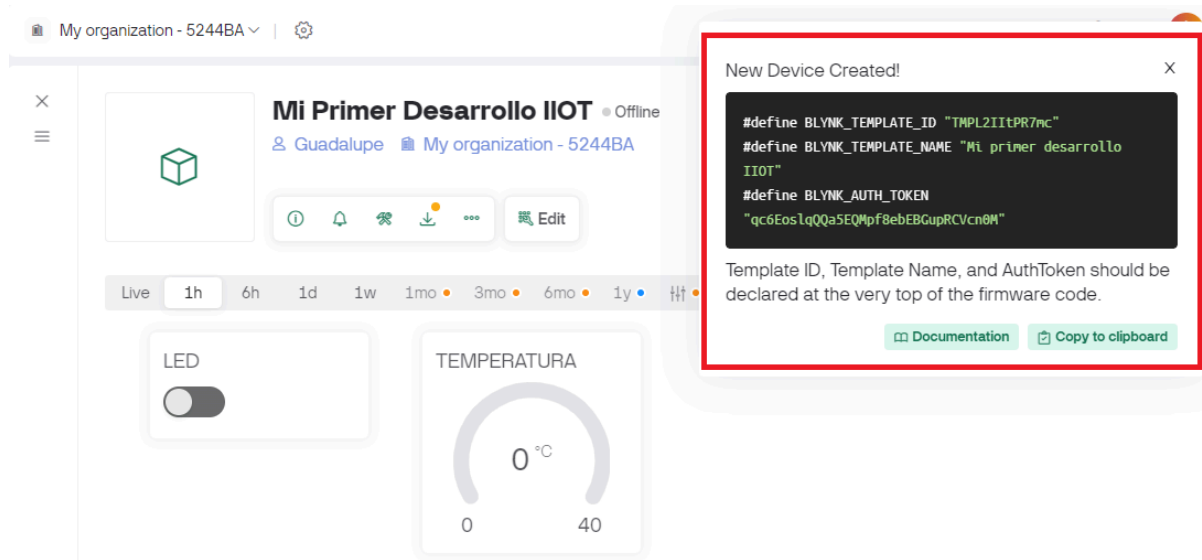 My organization - 5244BA
Mi Primer Desarrollo IIOT Offline
Guadalupe My organization - 5244BA
Edit
Live 1h 6h 1d 1w 1mo 3mo 6mo 1y
LED
TEMPERATURA
0 °C
0 40
New Device Created! X
#define BLYNK_TEMPLATE_ID "TMPL2IItPR7mc"
#define BLYNK_TEMPLATE_NAME "Mi primer desarrollo
IIOT"
#define BLYNK_AUTH_TOKEN
"qc6EoslqQQa5EQMpf8ebEBGupRCVcn0M"
Template ID, Template Name, and AuthToken should be
declared at the very top of the firmware code.
Documentation Copy to clipboard